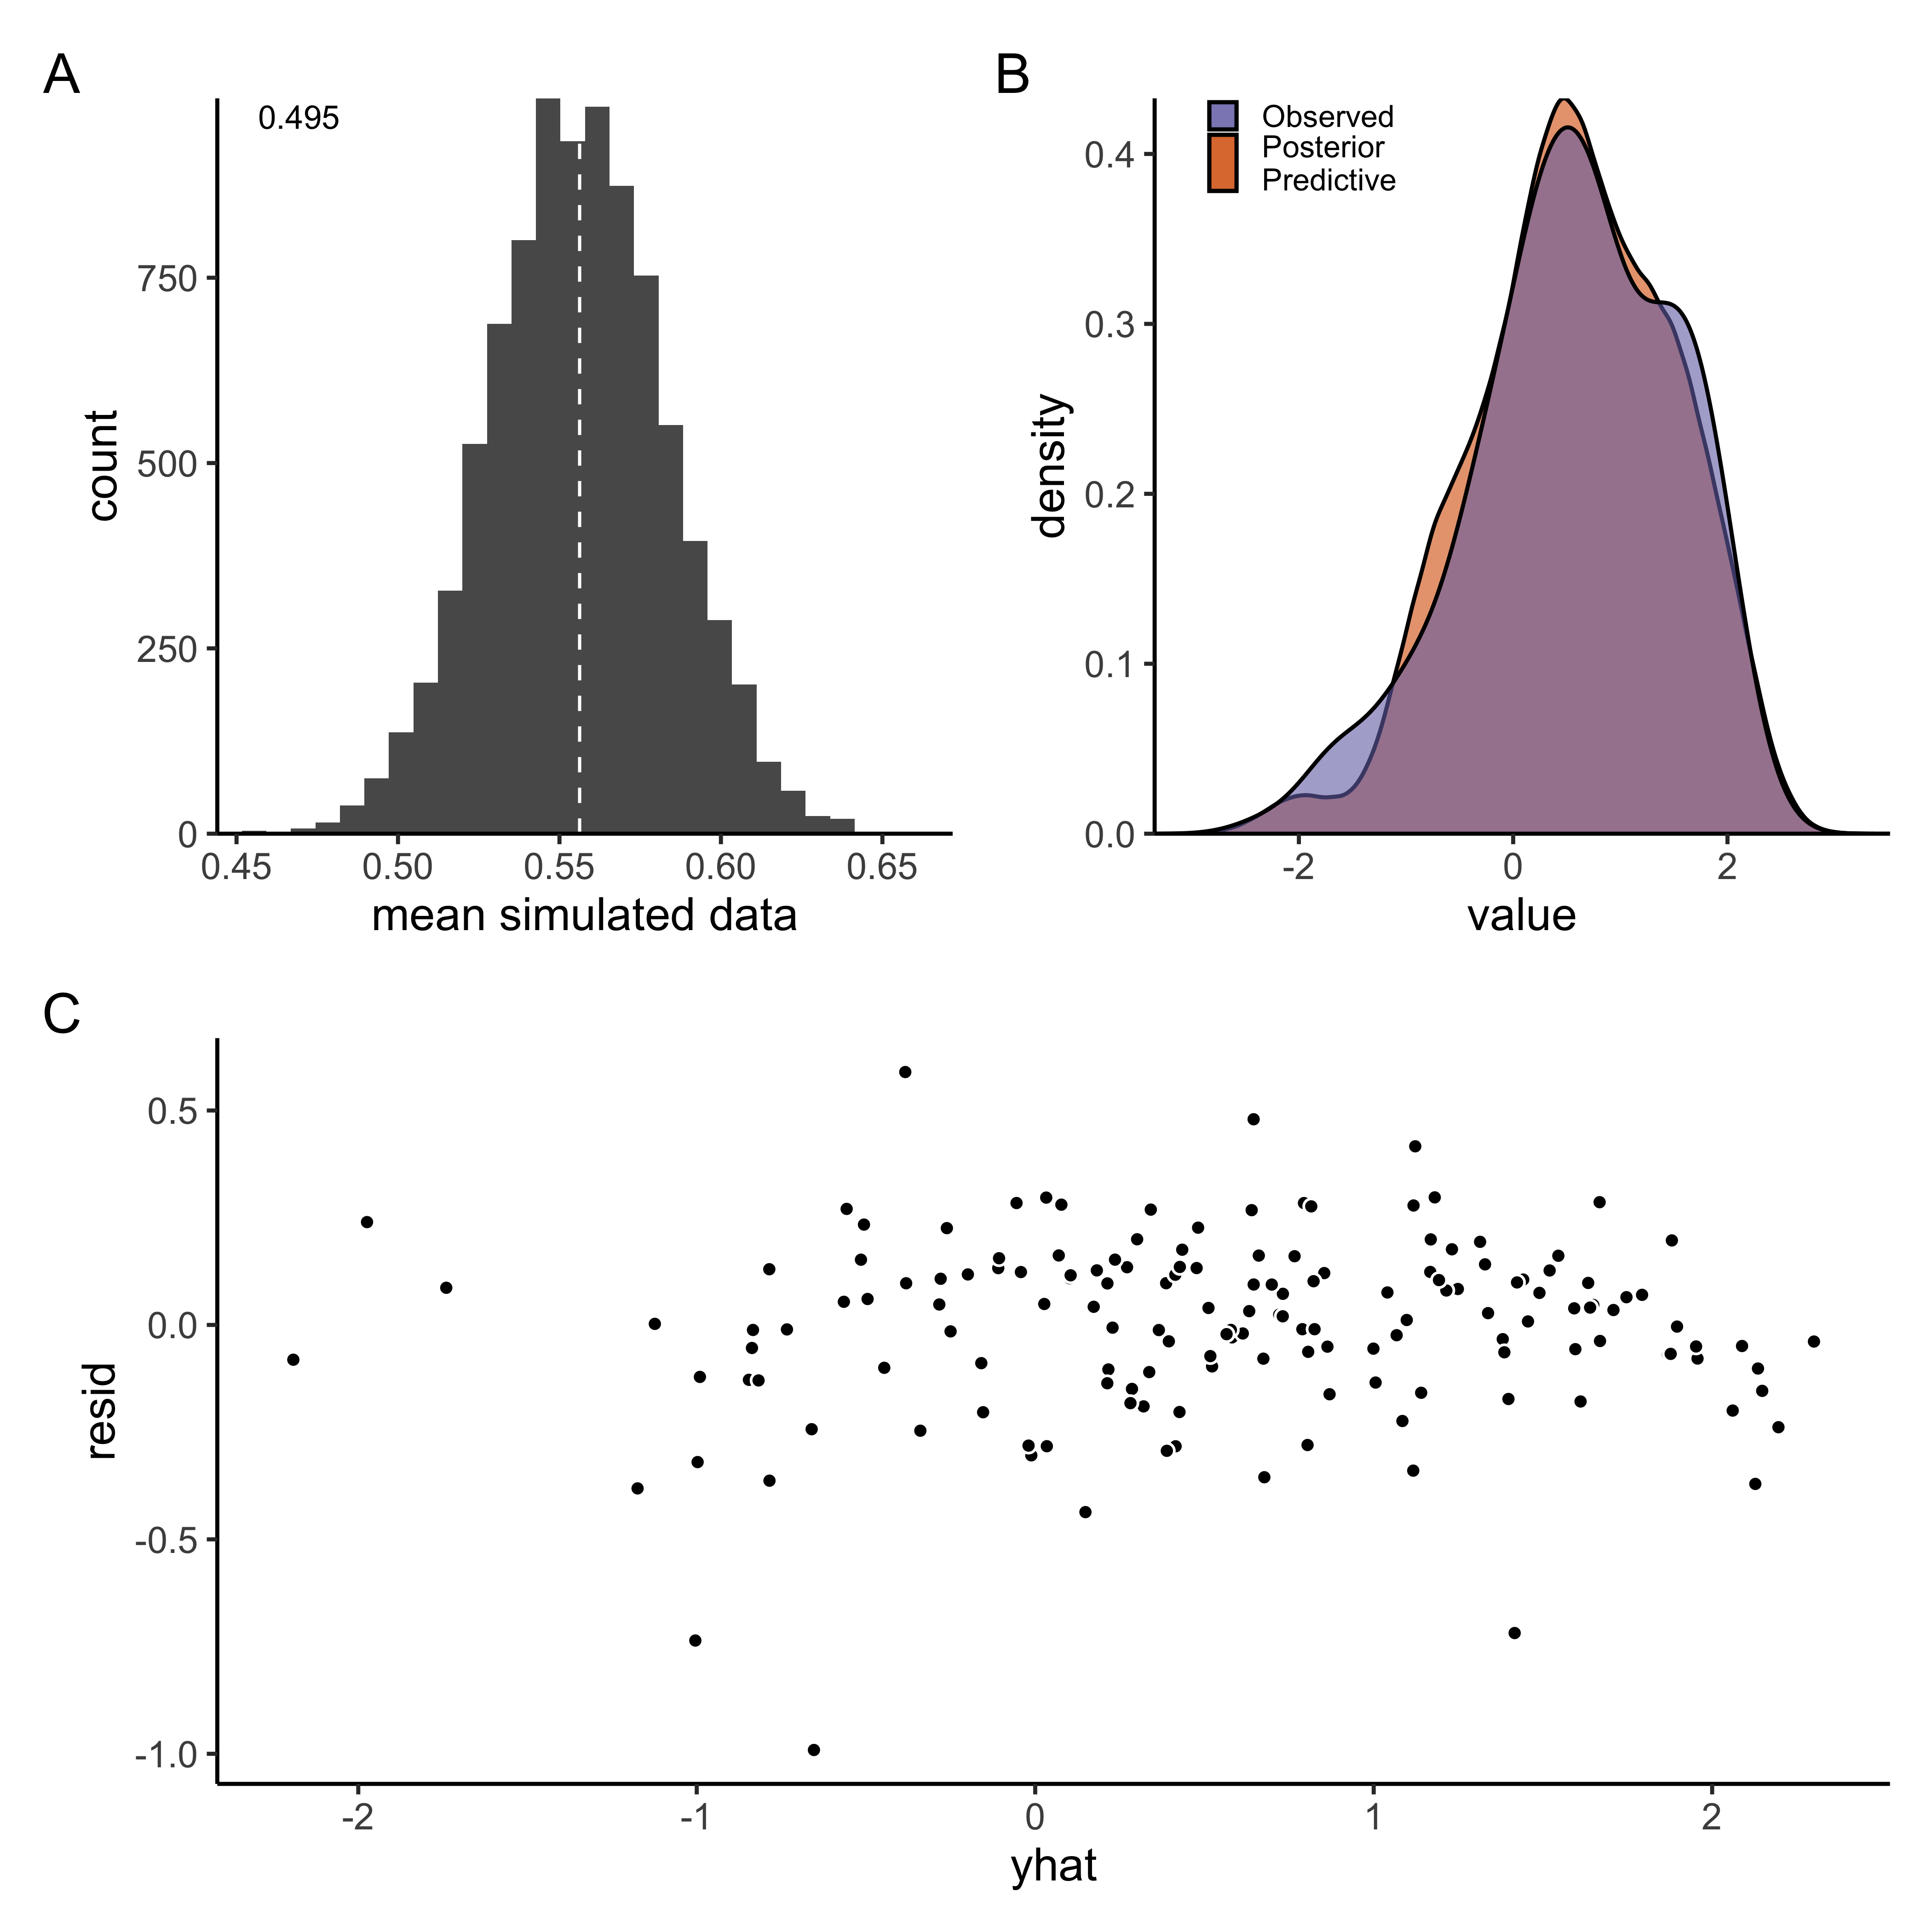 A
0.495
count
750
500
250
0
0.45 0.50 0.55 0.60 0.65
mean simulated data
B
Observed
Posterior
Predictive
density
0.4
0.3
0.2
0.1
0.0
-2 0 2
value
C
resid
0.5
0.0
-0.5
-1.0
-2 -1 0 1 2
yhat